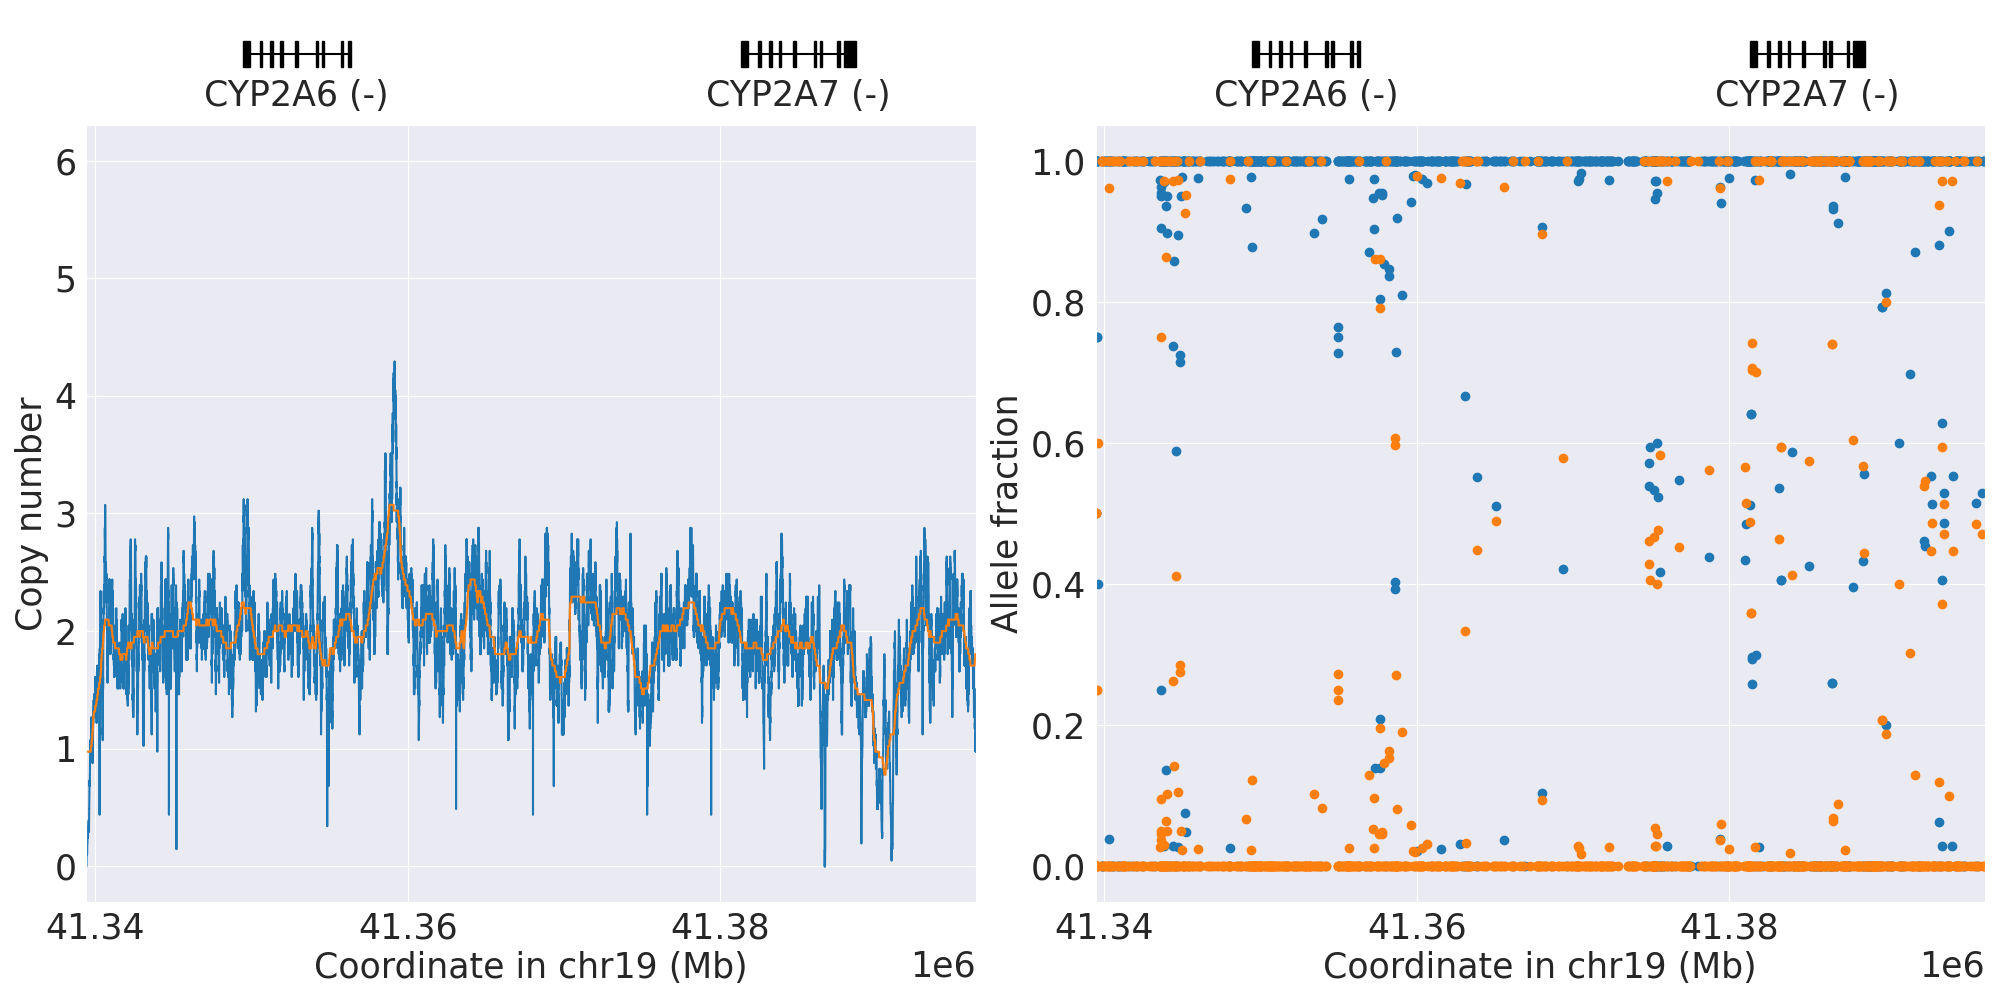 CYP2A6 (-)
CYP2A7 (-)
6
5
4
3
2
1
0
Copy number
41.34
41.36
41.38
Coordinate in chr19 (Mb)
1e6
CYP2A6 (-)
CYP2A7 (-)
1.0
0.8
0.6
0.4
0.2
0.0
Allele fraction
41.34
41.36
41.38
Coordinate in chr19 (Mb)
1e6